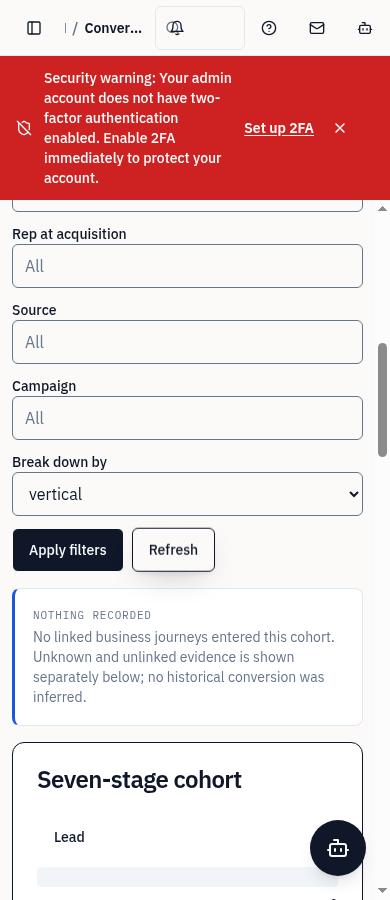 / Conver...
Security warning: Your admin
account does not have two-
factor authentication
enabled. Enable 2FA
immediately to protect your
account.
Set up 2FA
Rep at acquisition
All
Source
All
Campaign
All
Break down by
vertical
Apply filters
Refresh
NOTHING RECORDED
No linked business journeys entered this cohort.
Unknown and unlinked evidence is shown
separately below; no historical conversion was
inferred.
Seven-stage cohort
Lead